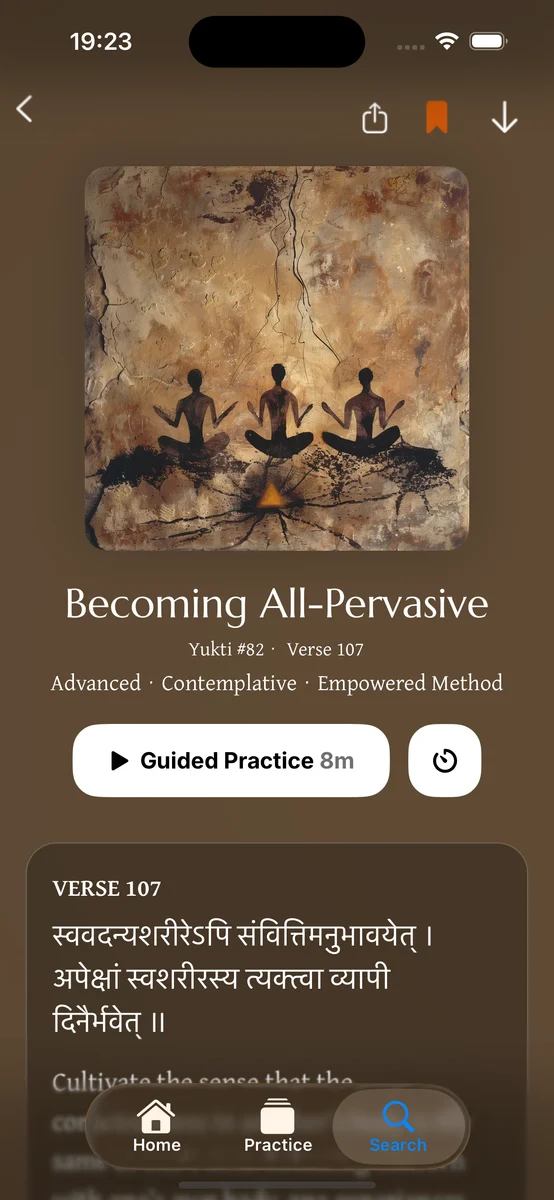 19:23
Becoming All-Pervasive
Yukti #82 · Verse 107
Advanced · Contemplative · Empowered Method
Guided Practice 8m
VERSE 107
स्ववदन्यशरीरेऽपि संवित्तिमनुभावयेत् ।
अपेक्षां स्वशरीरस्य त्यक्त्वा व्यापी
दिनैर्भवेत् ॥
Cultivate the sense that the
Home
Practice
Search